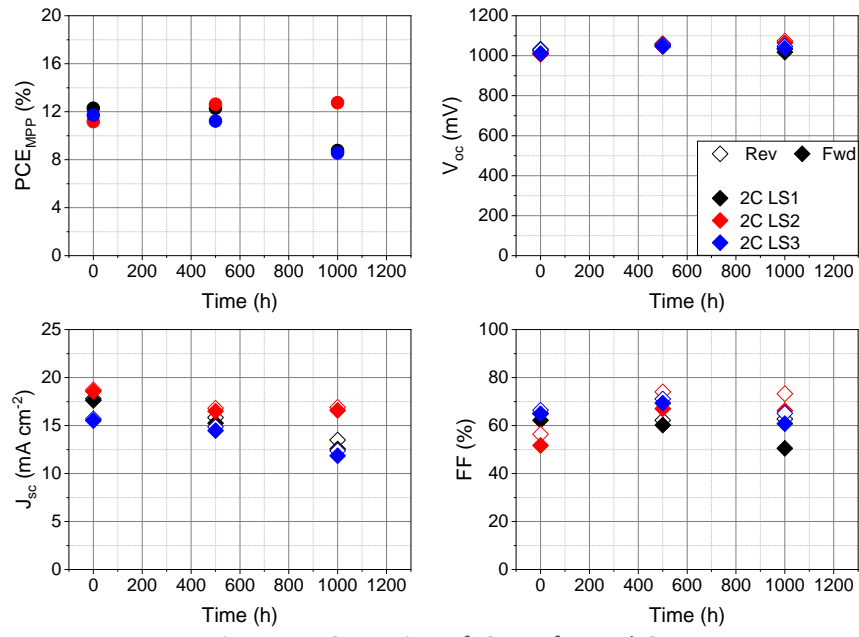 20
16
12
8
4
0
PCE_MPP (%)
0 200 400 600 800 1000 1200
Time (h)
1200
1000
800
600
400
200
0
V_oc (mV)
Rev Fwd
2C LS1
2C LS2
2C LS3
0 200 400 600 800 1000 1200
Time (h)
25
20
15
10
5
0
J_sc (mA cm⁻²)
0 200 400 600 800 1000 1200
Time (h)
100
80
60
40
20
0
FF (%)
0 200 400 600 800 1000 1200
Time (h)